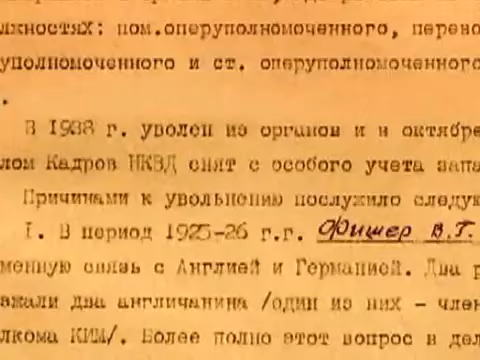 лжностях: пом.оперуполномоченного, перево
уполномоченного и ст. оперуполномоченного
.
В 1938 г. уволен из органов и в октябре
лом Кадров НКВД снят с особого учета запа
Причинами к увольнению послужило следую
I. В период 1925-26 г.г. Фишер В.Г.
менную связь с Англией и Германией. Два р
зжали два англичанина /один из них - член
лкома КИМ/. Более полно этот вопрос в дел